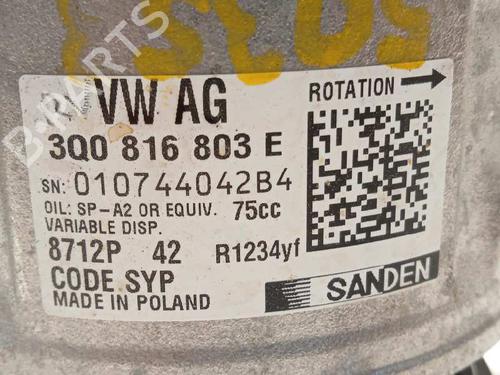 VW AG
ROTATION
3Q0 816 803 E
SN: 010744042B4
OIL: SP-A2 OR EQUIV. 75cc
VARIABLE DISP.
8712P 42 R1234yf
CODE SYP
MADE IN POLAND
SANDEN
B-PARTS